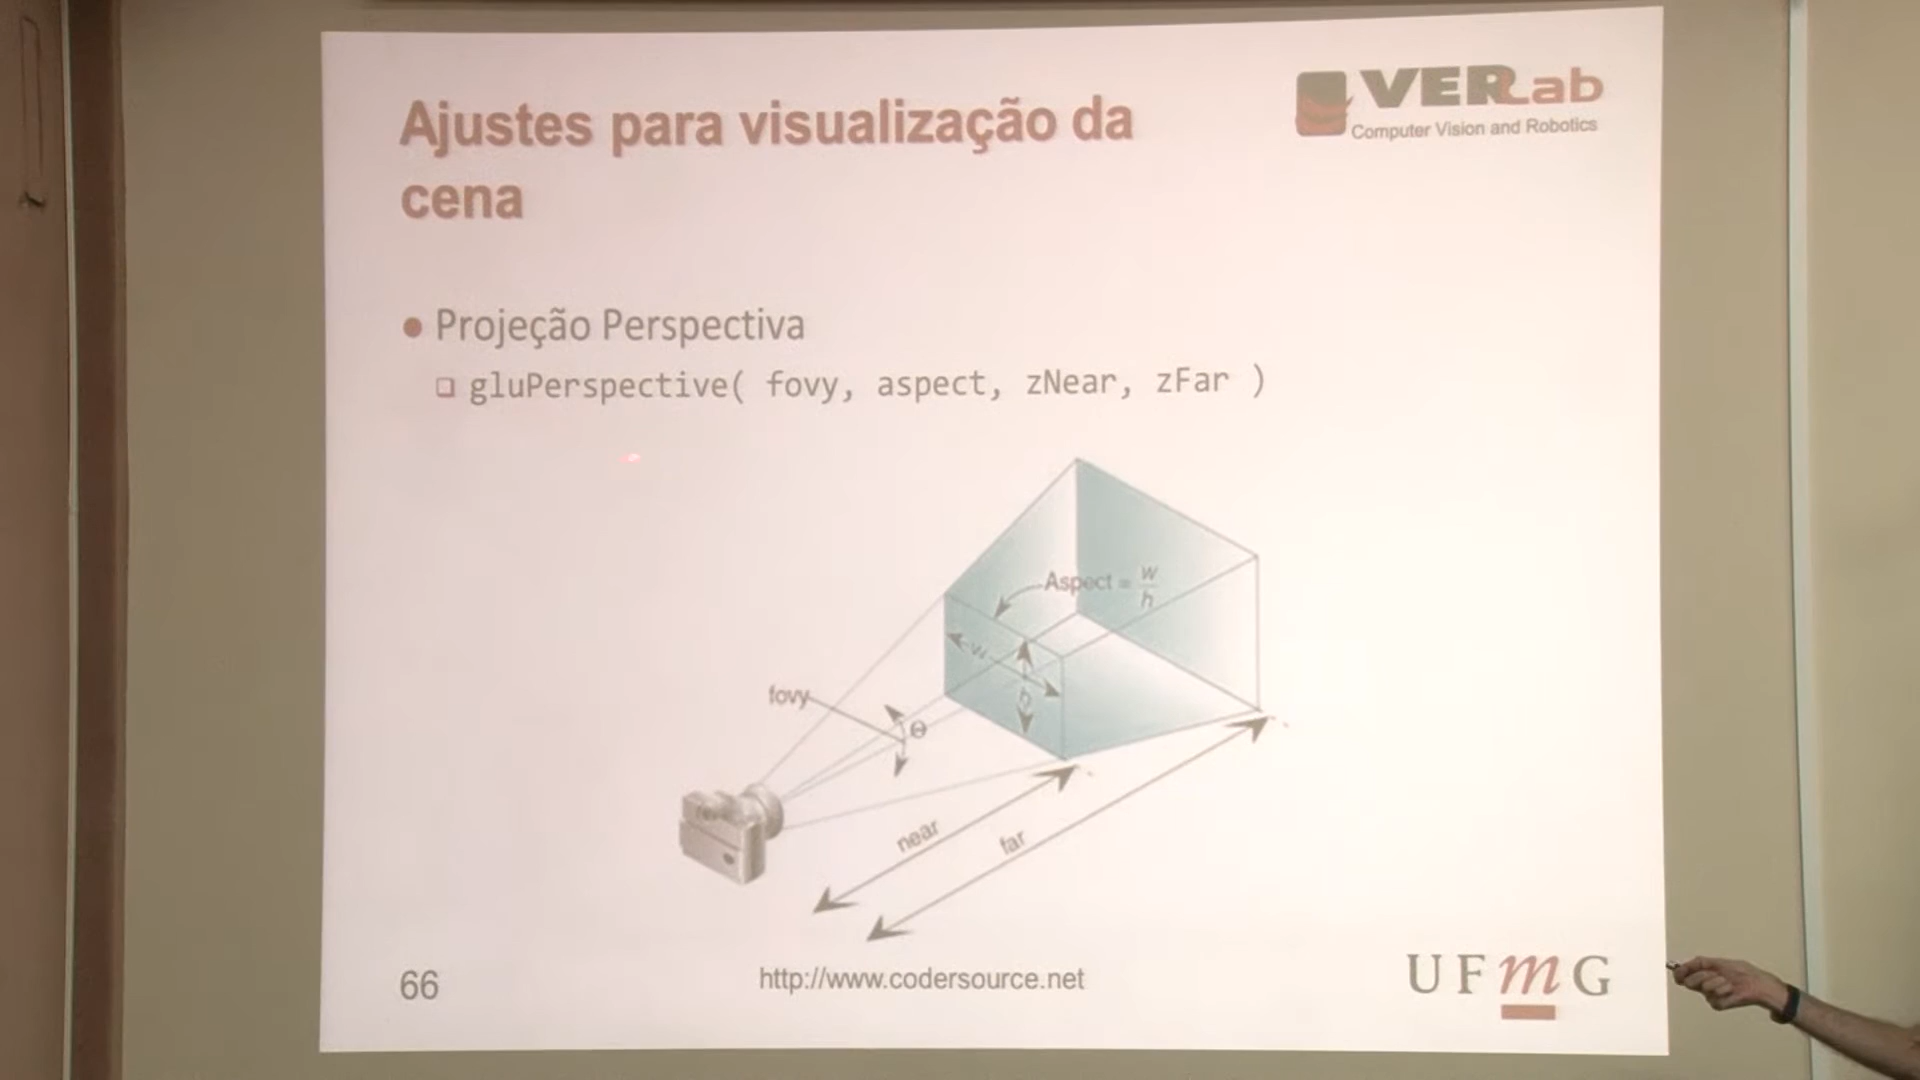 Ajustes para visualização da
cena
VERLab
Computer Vision and Robotics
Projeção Perspectiva
gluPerspective( fovy, aspect, zNear, zFar )
Aspect = w
h
w
h
fovy
Θ
near
far
66
http://www.codersource.net
UFmG